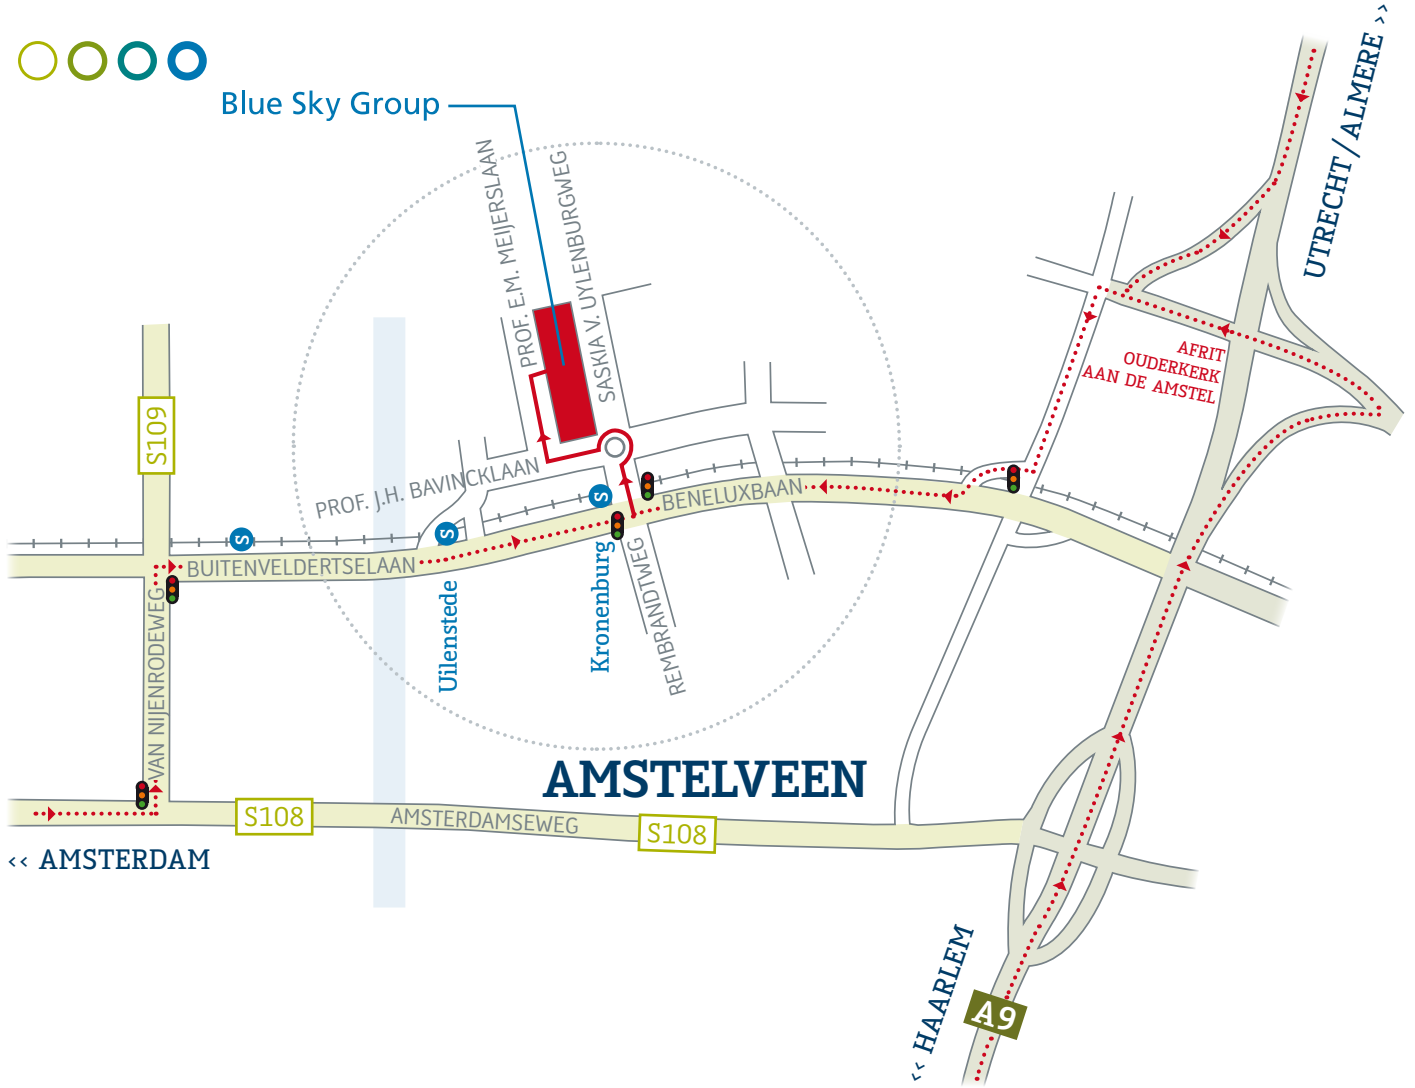 Blue Sky Group
PROF. E.M. MEIJERSLAAN
SASKIA V. UYLENBURGWEG
UTRECHT/ALMERE >>
AFRIT
OUDERKERK
AAN DE AMSTEL
S109
PROF. J.H. BAVINCKLAAN
S
S
S
BENELUXBAAN
BUITENVELDERTSELAAN
Uilenstede
Kronenburg
REMBRANDTWEG
VAN NIJENRODEWEG
AMSTELVEEN
S108
AMSTERDAMSEWEG
S108
<< AMSTERDAM
<< HAARLEM
A9